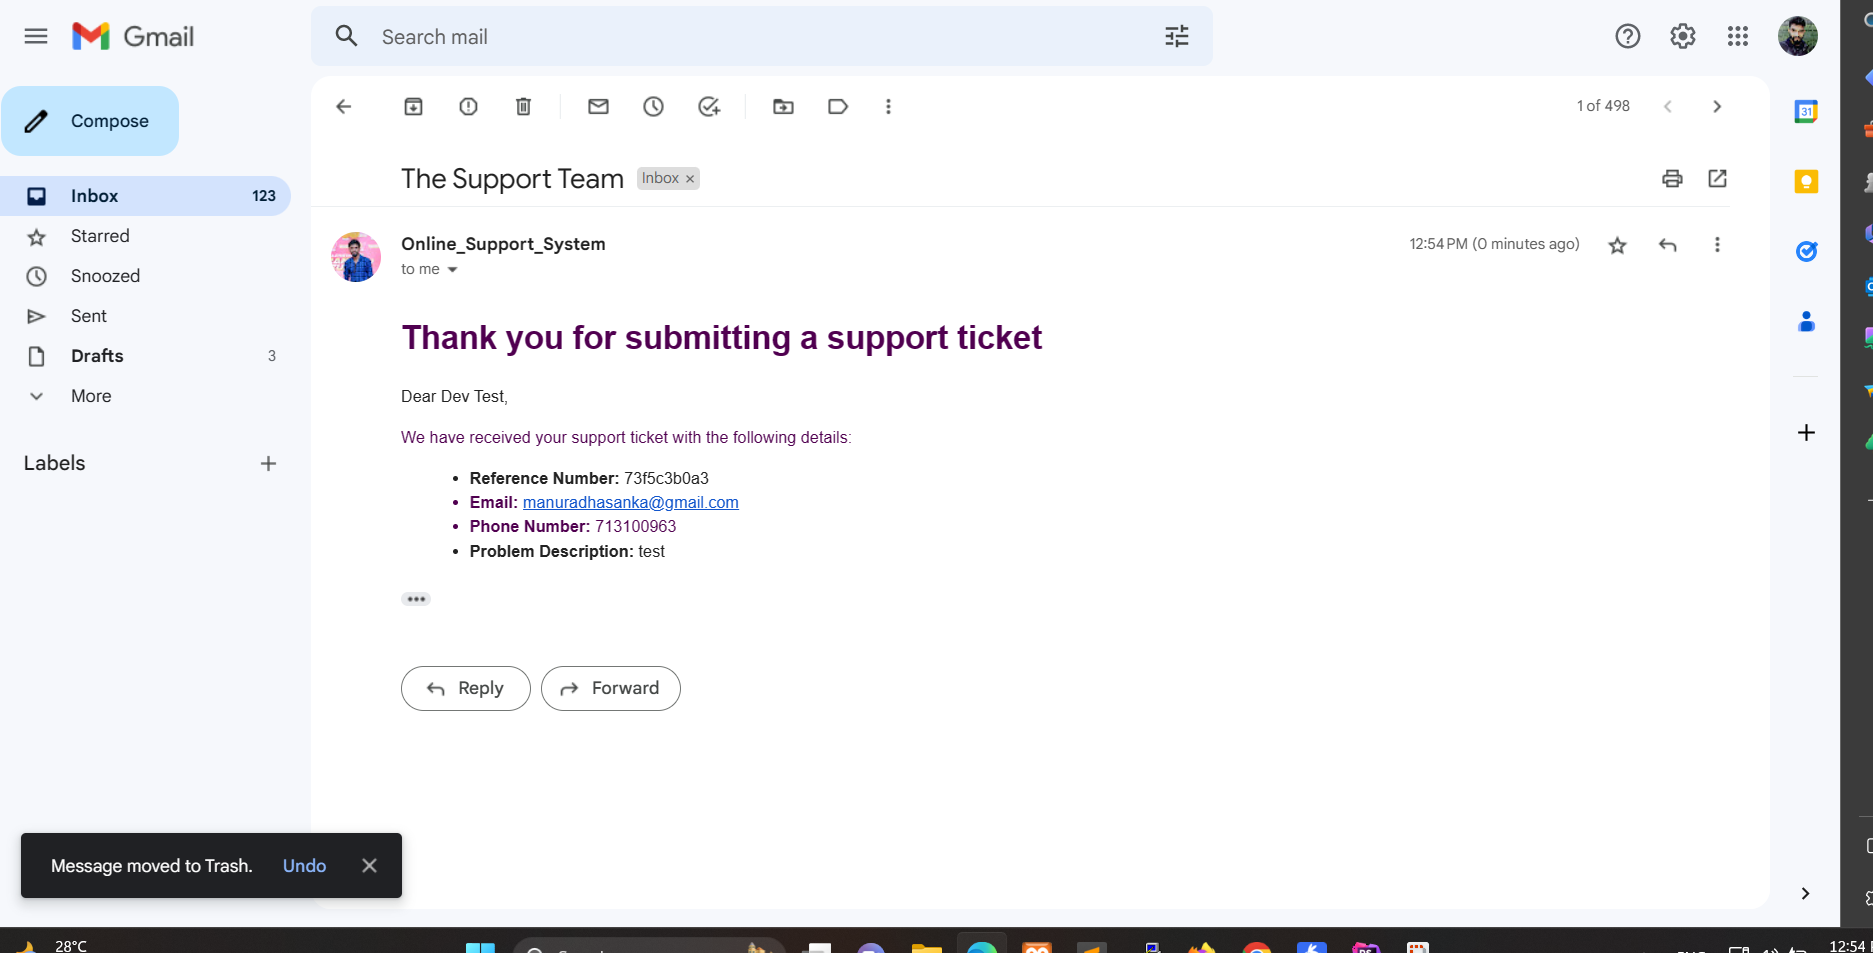 Gmail
Search mail
Compose
1 of 498
The Support Team
Inbox ×
Inbox 123
Starred
Snoozed
Sent
Drafts 3
More
Labels
Online_Support_System
12:54 PM (0 minutes ago)
to me
Thank you for submitting a support ticket
Dear Dev Test,
We have received your support ticket with the following details:
• Reference Number: 73f5c3b0a3
• Email: manuradhasanka@gmail.com
• Phone Number: 713100963
• Problem Description: test
Reply
Forward
Message moved to Trash. Undo
31
28°C
12:54